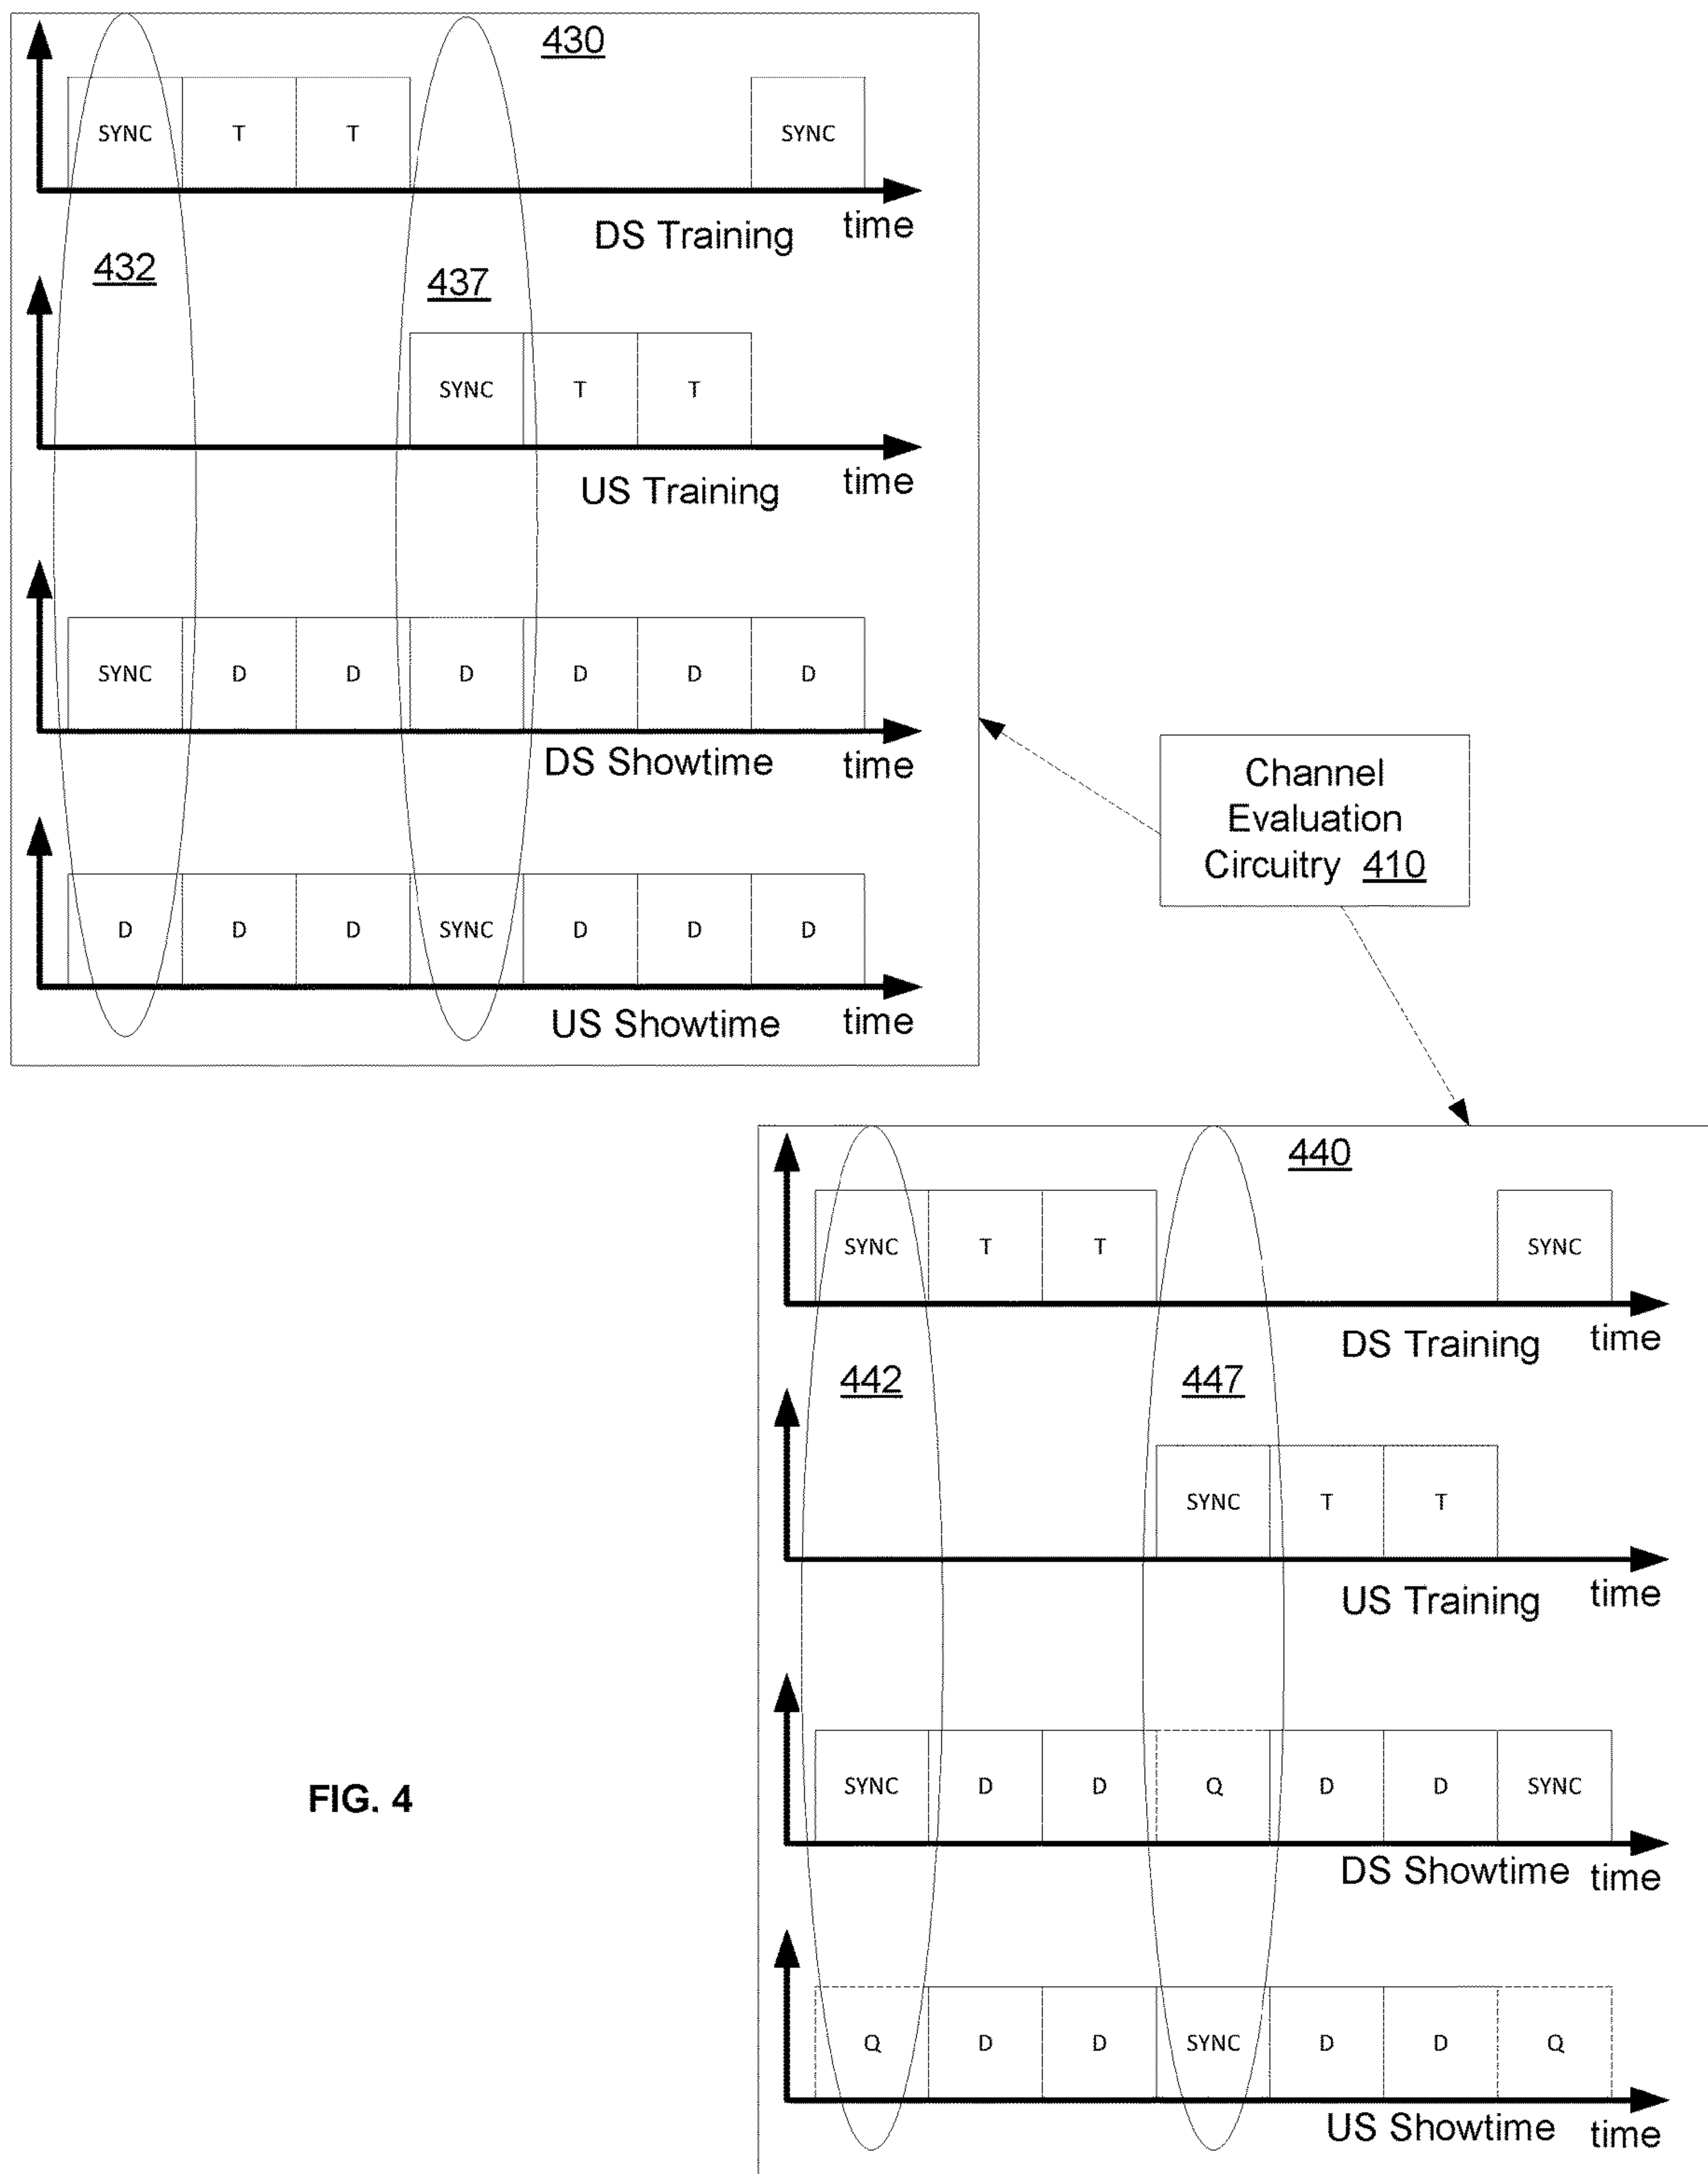 430
SYNC T T SYNC
DS Training time
432
437
SYNC T T
US Training time
SYNC D D D D D D
DS Showtime time
D D D SYNC D D D
US Showtime time
Channel
Evaluation
Circuitry 410
440
SYNC T T SYNC
DS Training time
442 447
SYNC T T
US Training time
SYNC D D Q D D SYNC
DS Showtime time
Q D D SYNC D D Q
US Showtime time
FIG. 4